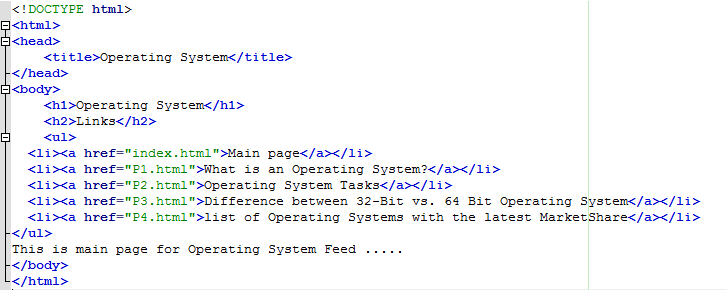 <!DOCTYPE html>
<html>
<head>
<title>Operating System</title>
</head>
<body>
<h1>Operating System</h1>
<h2>Links</h2>
<ul>
<li><a href="index.html">Main page</a></li>
<li><a href="P1.html">What is an Operating System?</a></li>
<li><a href="P2.html">Operating System Tasks</a></li>
<li><a href="P3.html">Difference between 32-Bit vs. 64 Bit Operating System</a></li>
<li><a href="P4.html">list of Operating Systems with the latest MarketShare</a></li>
</ul>
This is main page for Operating System Feed .....
</body>
</html>